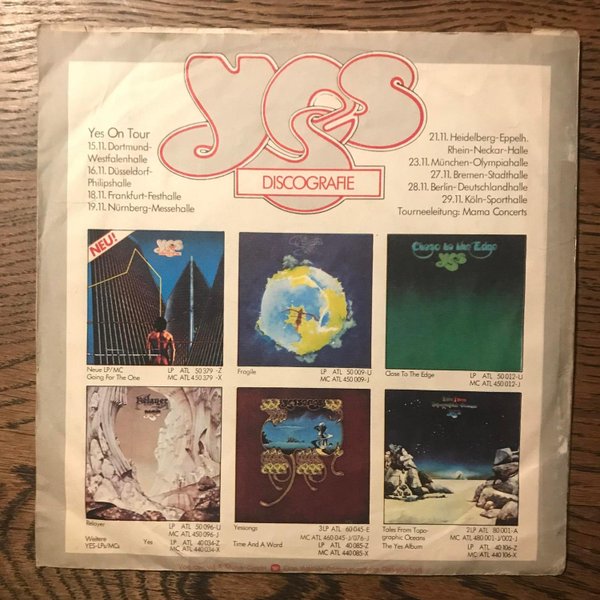 YES
DISCOGRAFIE
Yes On Tour
15.11. Dortmund-
Westfalenhalle
16.11. Düsseldorf-
Philipshalle
18.11. Frankfurt-Festhalle
19.11. Nürnberg-Messehalle
21.11. Heidelberg-Eppelh.
Rhein-Neckar-Halle
23.11. München-Olympiahalle
27.11. Bremen-Stadthalle
28.11. Berlin-Deutschlandhalle
29.11. Köln-Sporthalle
Tourneeleitung: Mama Concerts
NEU!
YES
Neue LP/MC LP ATL 50 379 -Z
Going For The One MC ATL 450 379 -X
LP ATL 50 009-U
Fragile MC ATL 450 009-J
Close to the Edge
YES
LP ATL 50 012-U
Close To The Edge MC ATL 450 012-J
Relayer
LP ATL 50 096-U
Relayer MC ATL 450 096-J
Weitere Yes LP ATL 40 034-Z
YES-LPs/MCs MC ATL 440 034-X
YESSONGS
Yessongs 3 LP ATL 60 045-E
MC ATL 460 045-J/076-J
Time And A Word LP ATL 40 085-Z
MC ATL 440 085-X
Tales From Topo- 2 LP ATL 80 001-A
graphic Oceans MC ATL 480 001-J/002-J
The Yes Album LP ATL 40 106-Z
MC ATL 440 106-X